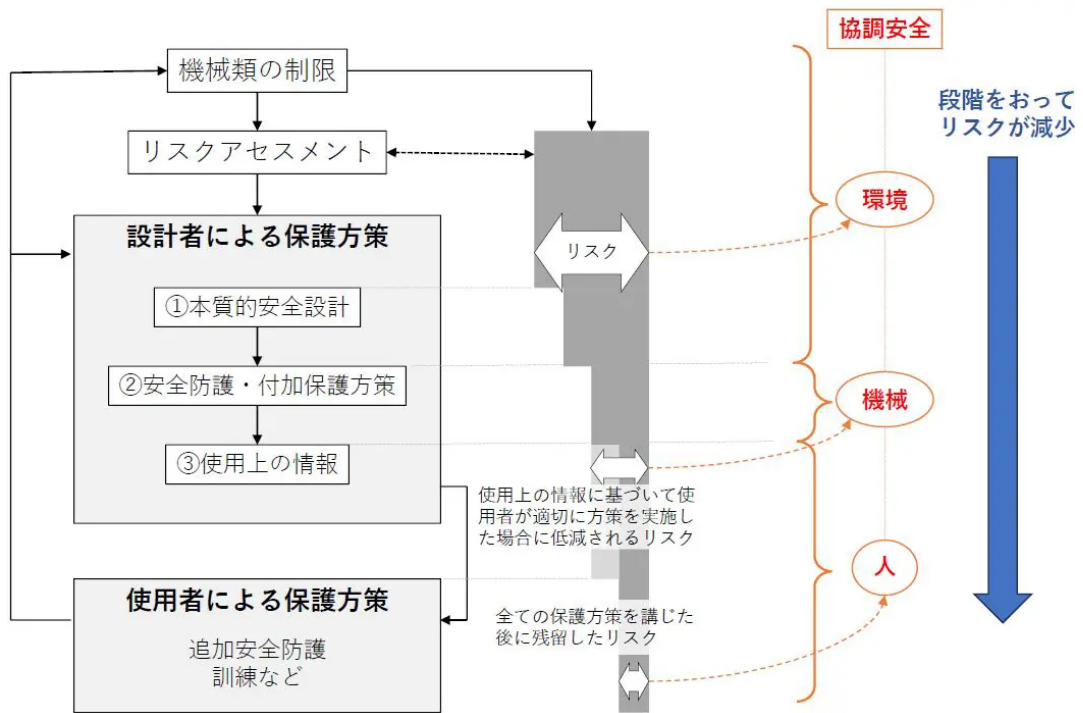 協調安全
機械類の制限
段階をおって
リスクが減少
リスクアセスメント
環境
設計者による保護方策
リスク
①本質的安全設計
②安全防護・付加保護方策
機械
③使用上の情報
使用上の情報に基づいて使
用者が適切に方策を実施し
た場合に低減されるリスク
人
使用者による保護方策
全ての保護方策を講じた
後に残留したリスク
追加安全防護
訓練など